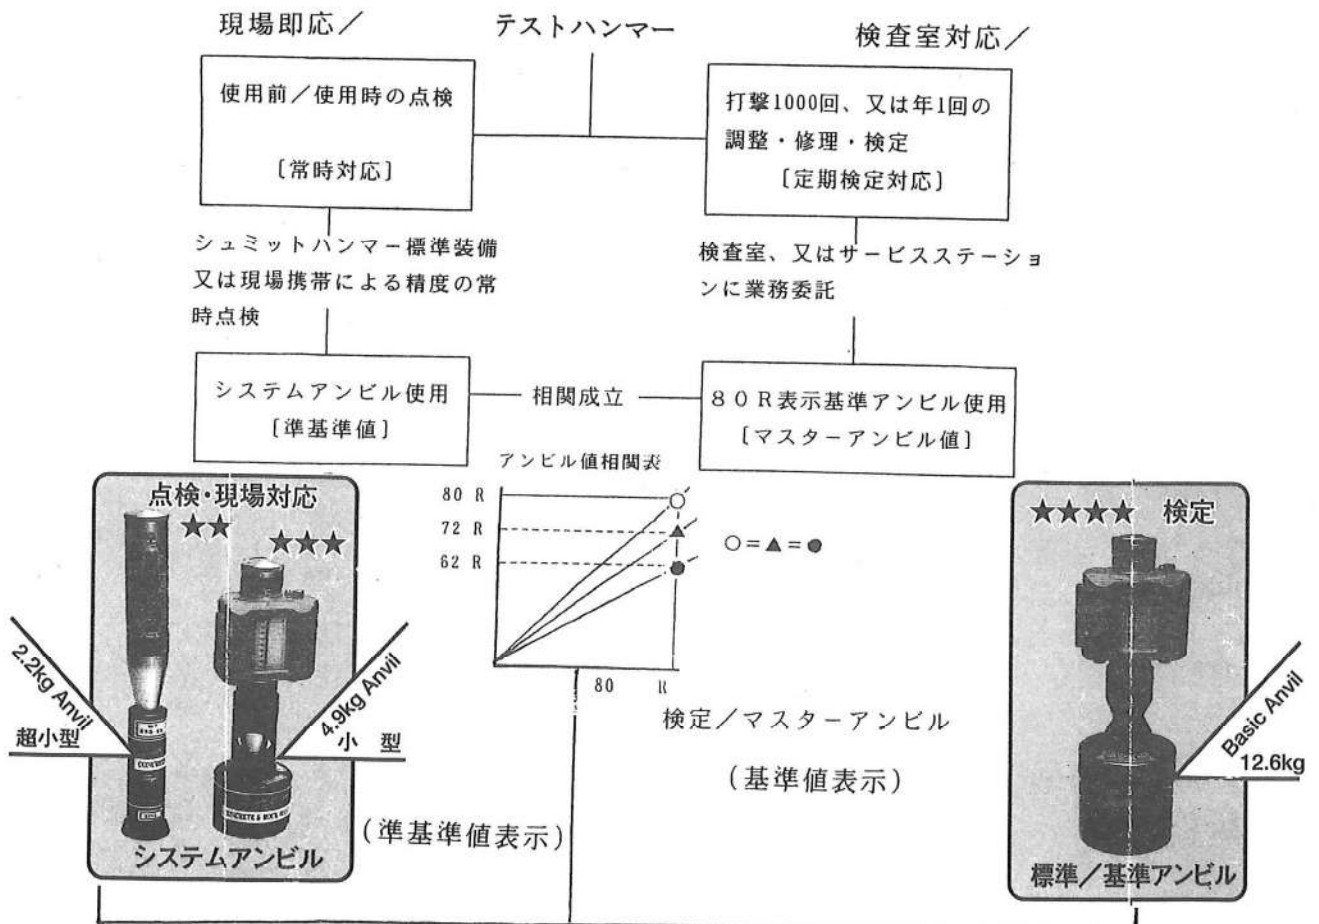 現場即応/
テストハンマー
検査室対応/
使用前/使用時の点検
〔常時対応〕
打撃1000回、又は年1回の
調整・修理・検定
〔定期検定対応〕
シュミットハンマー標準装備
又は現場携帯による精度の常
時点検
検査室、又はサービスステーショ
ンに業務委託
システムアンビル使用
〔準基準値〕
相関成立
80R表示基準アンビル使用
〔マスターアンビル値〕
アンビル値相関表
80 R
72 R
62 R
○=▲=●
80 R
検定/マスターアンビル
(基準値表示)
点検・現場対応
★★
★★★
2.2kg Anvil
超小型
4.9kg Anvil
小 型
システムアンビル
(準基準値表示)
★★★★ 検定
Basic Anvil
12.6kg
標準/基準アンビル